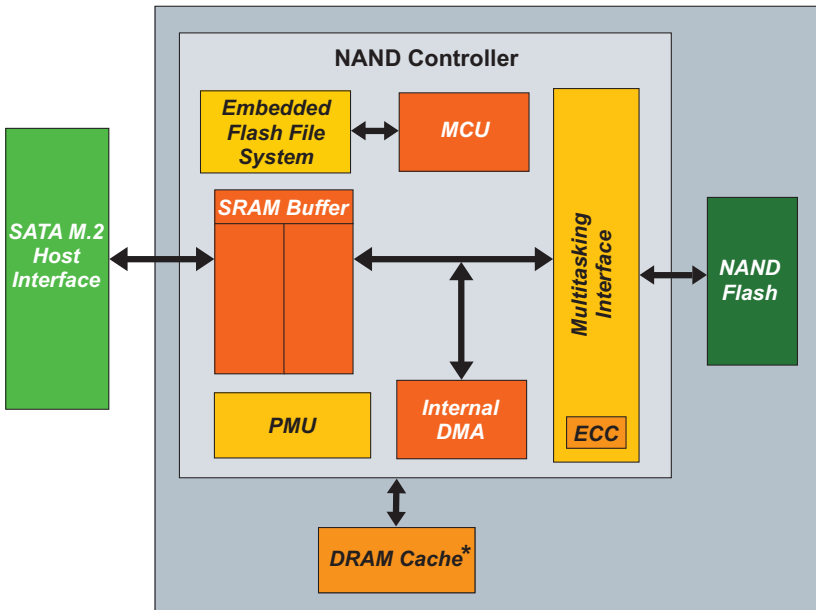 NAND Controller
Embedded
Flash File
System
MCU
SRAM Buffer
SATA M.2
Host
Interface
Multitasking
Interface
NAND
Flash
PMU
Internal
DMA
ECC
DRAM Cache*